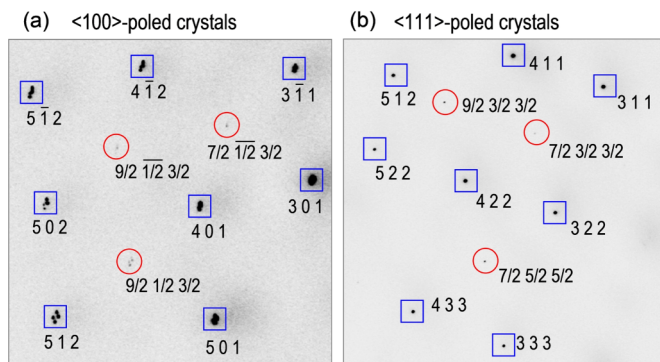 (a) <100>-poled crystals
5 1̅ 2
4 1̅ 2
3 1̅ 1
9/2 1̅/2̅ 3/2
7/2 1̅/2̅ 3/2
5 0 2
4 0 1
3 0 1
9/2 1/2 3/2
5 1 2
5 0 1
(b) <111>-poled crystals
5 1 2
4 1 1
3 1 1
9/2 3/2 3/2
7/2 3/2 3/2
5 2 2
4 2 2
3 2 2
7/2 5/2 5/2
4 3 3
3 3 3